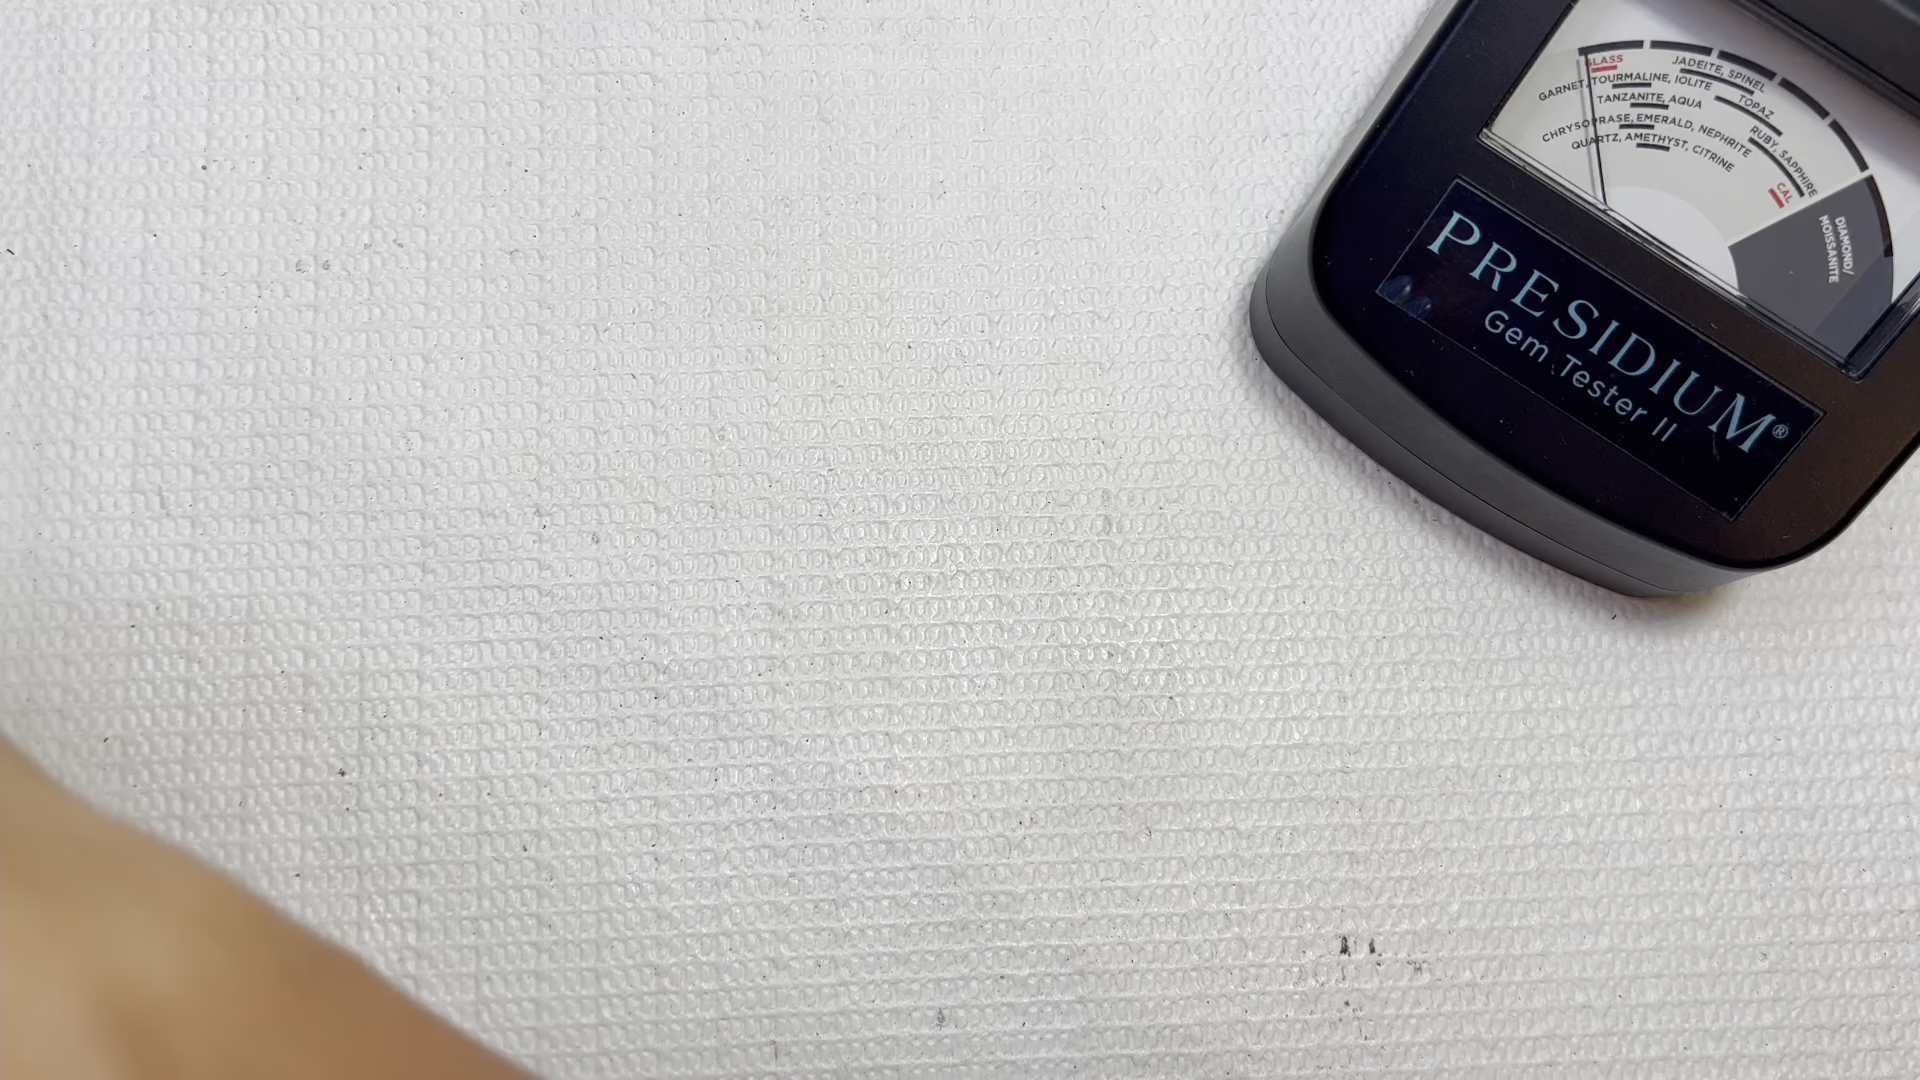 GLASS
JADEITE, SPINEL
GARNET, TOURMALINE, IOLITE
TOPAZ
TANZANITE, AQUA
CHRYSOPRASE, EMERALD, NEPHRITE
RUBY, SAPPHIRE
QUARTZ, AMETHYST, CITRINE
CAL
DIAMOND/
MOISSANITE
PRESIDIUM®
Gem Tester II